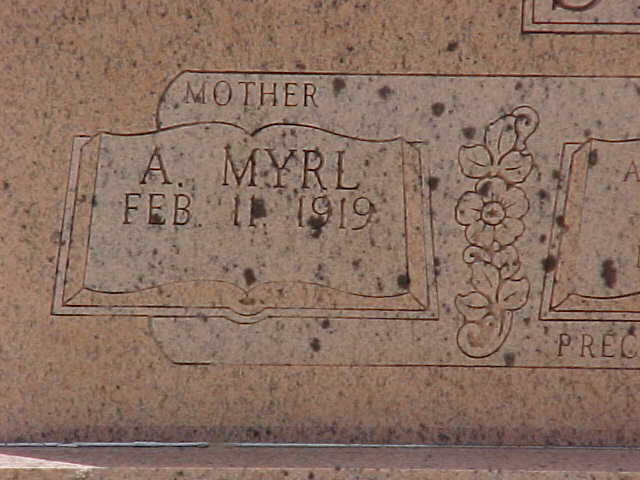 MOTHER
A. MYRL
FEB. 11. 1919